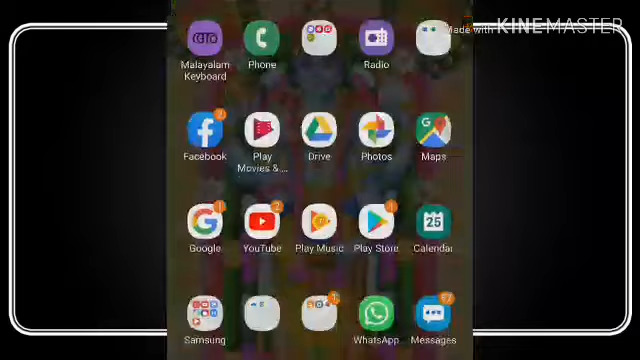 Made with KINEMASTER
Malayalam Keyboard
Phone
Radio
Facebook
Play Movies &...
Drive
Photos
Maps
Google
YouTube
Play Music
Play Store
25
Calendar
Samsung
WhatsApp
Messages